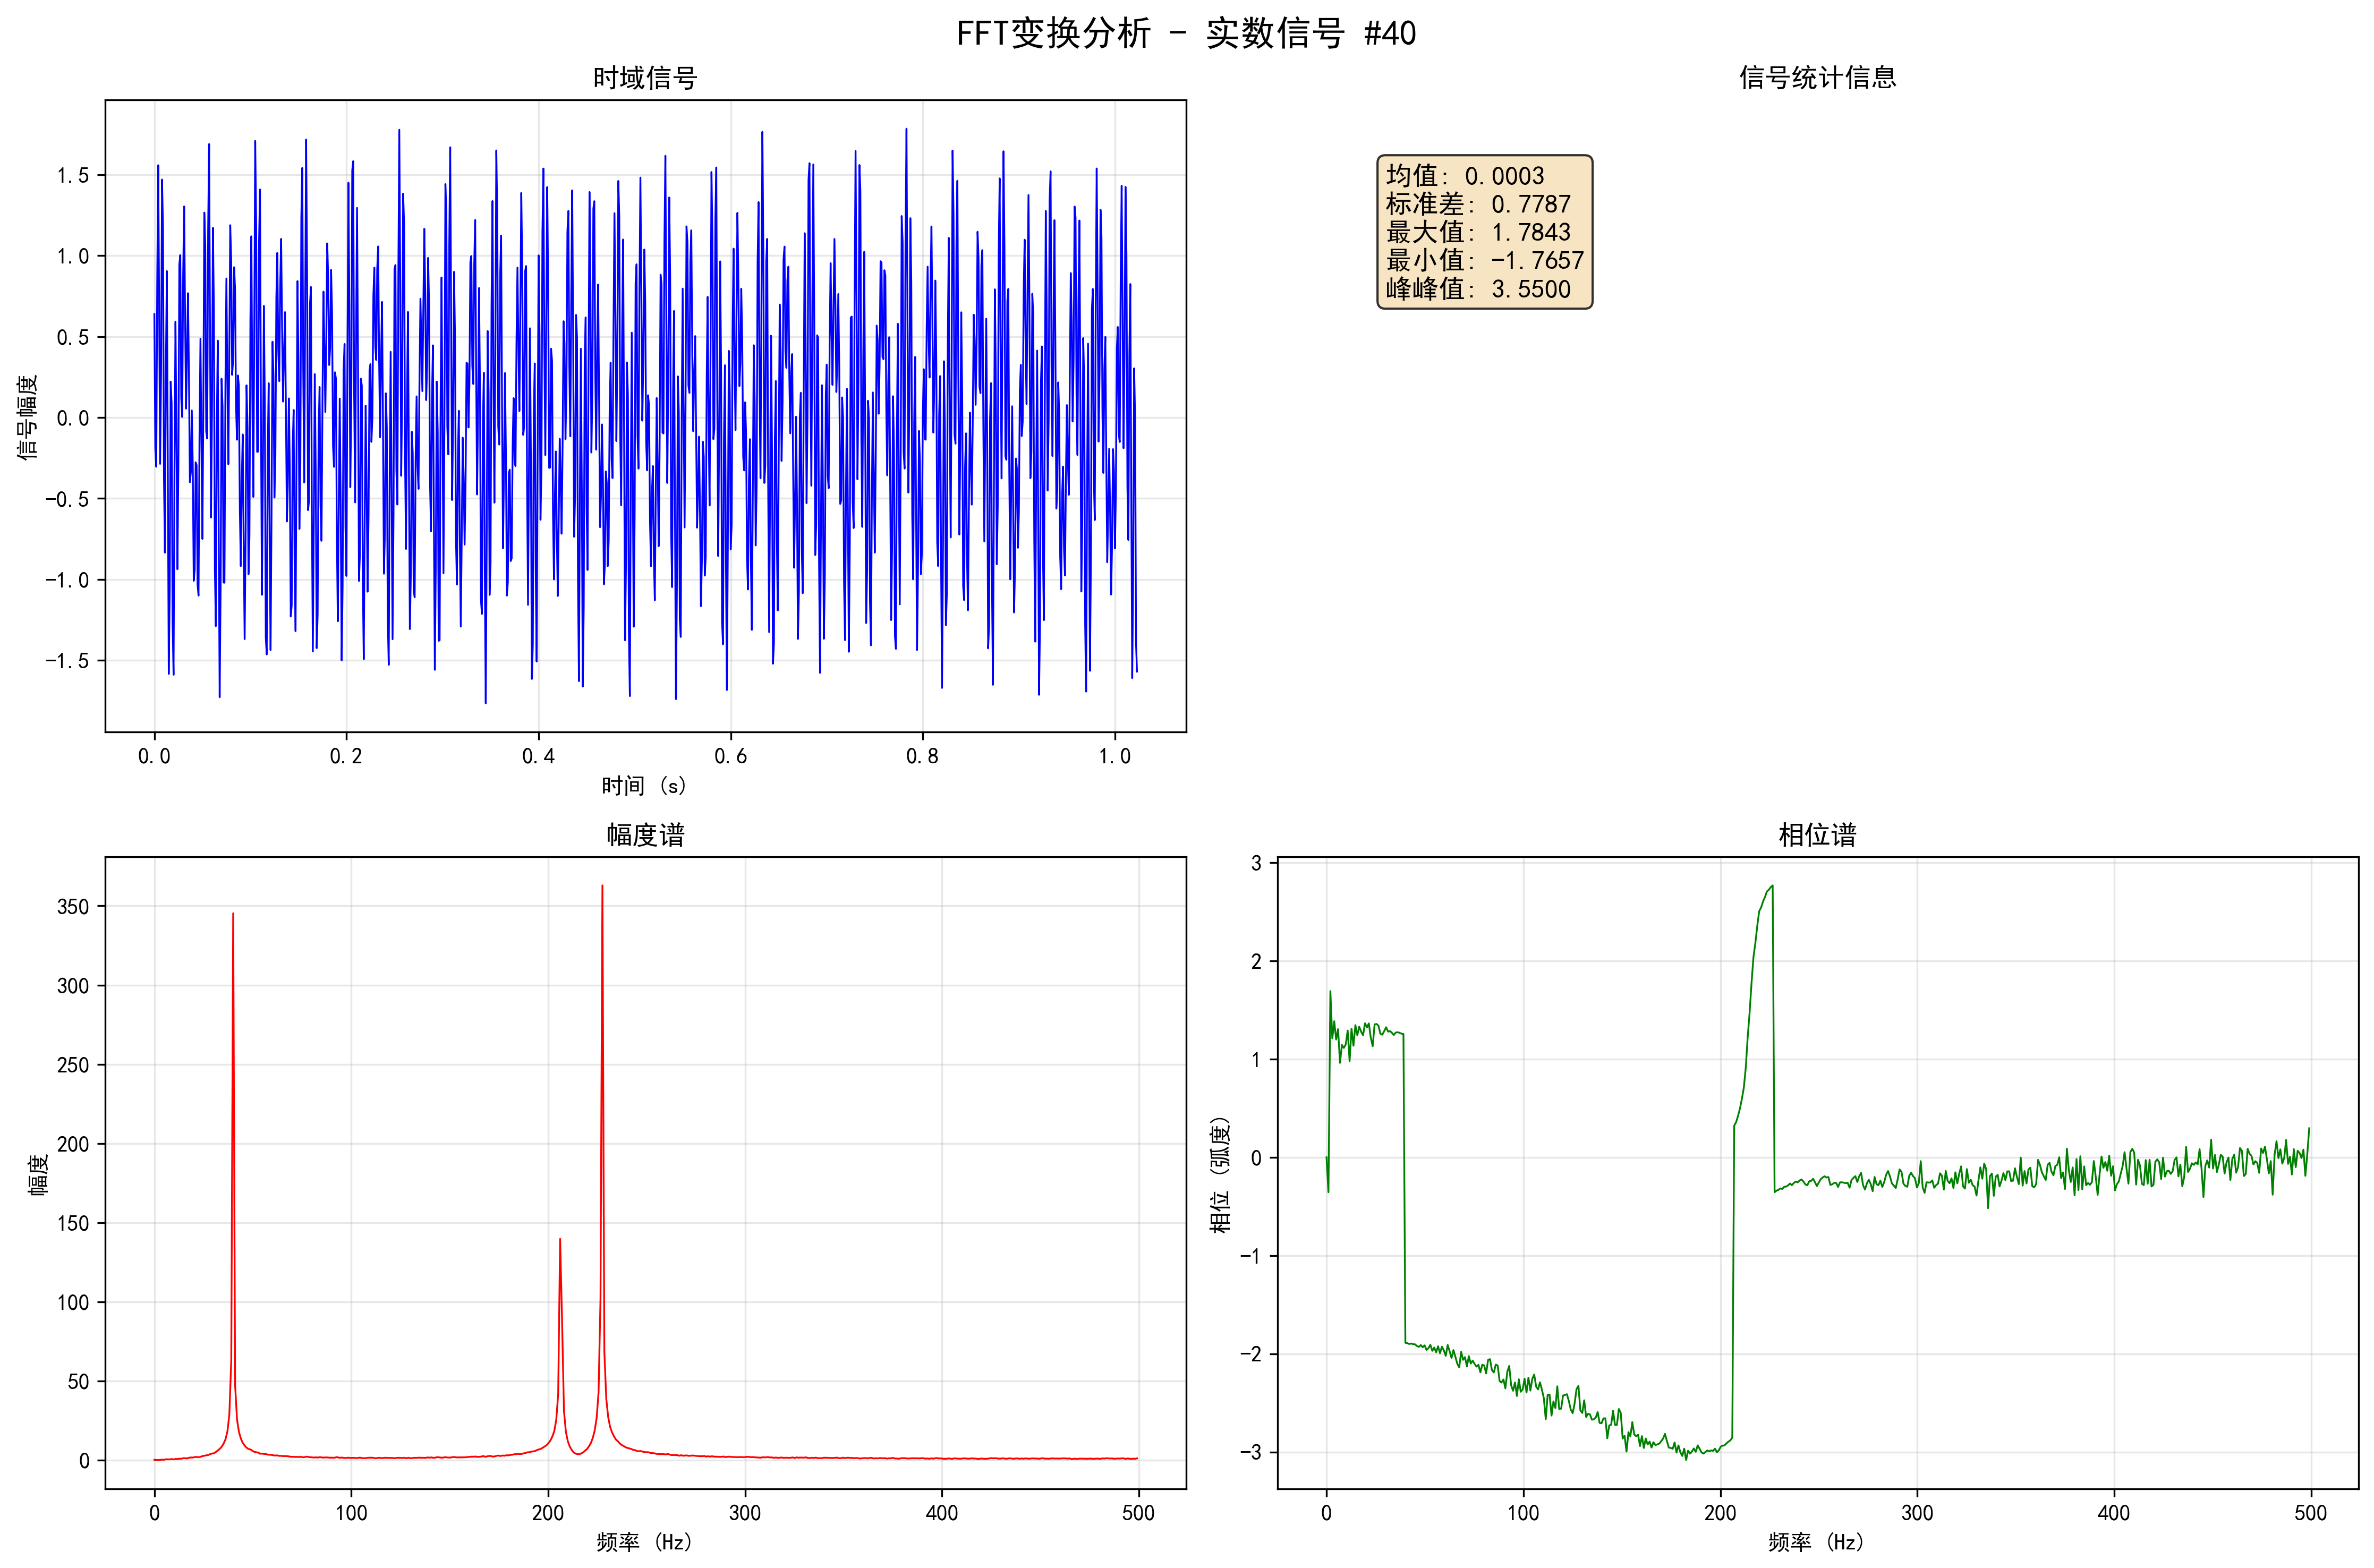 FFT变换分析 - 实数信号 #40
时域信号
信号幅度
1.5
1.0
0.5
0.0
−0.5
−1.0
−1.5
0.0 0.2 0.4 0.6 0.8 1.0
时间 (s)
信号统计信息
均值: 0.0003
标准差: 0.7787
最大值: 1.7843
最小值: -1.7657
峰峰值: 3.5500
幅度谱
幅度
350
300
250
200
150
100
50
0
0 100 200 300 400 500
频率 (Hz)
相位谱
相位 (弧度)
3
2
1
0
−1
−2
−3
0 100 200 300 400 500
频率 (Hz)